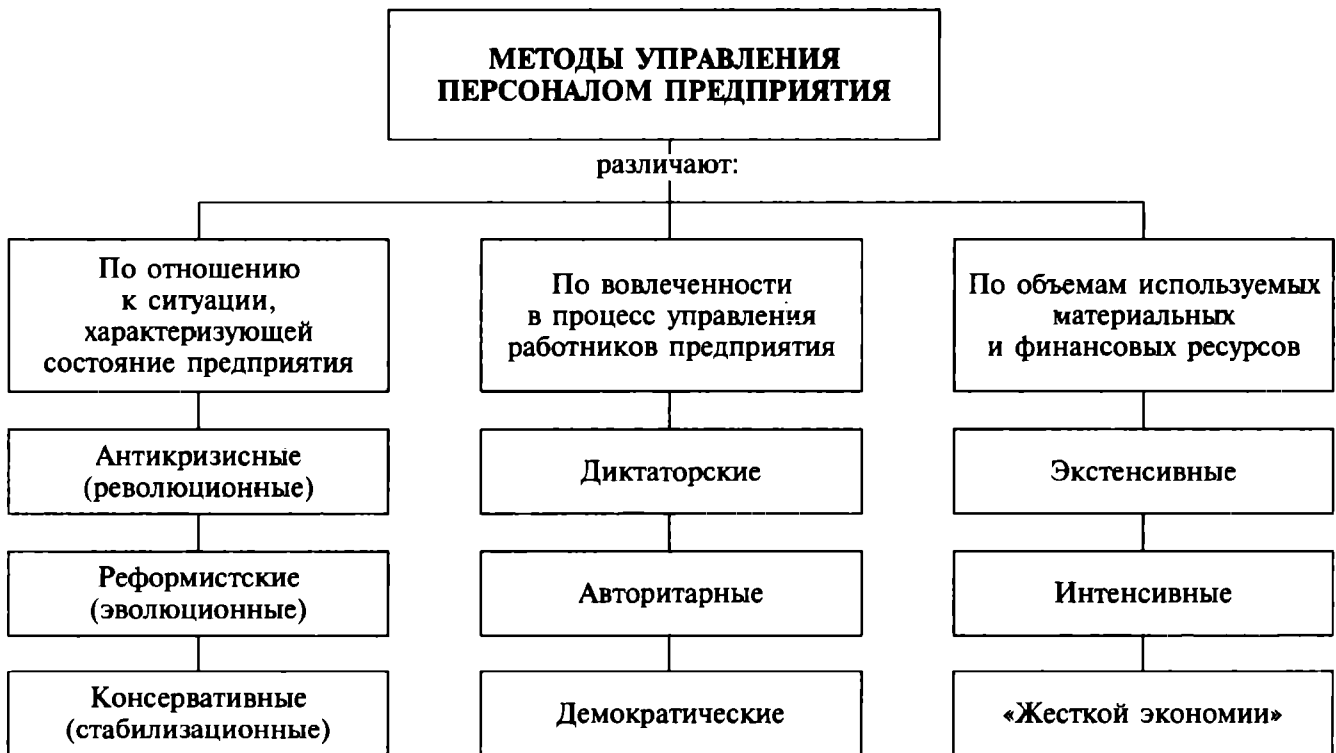 МЕТОДЫ УПРАВЛЕНИЯ
ПЕРСОНАЛОМ ПРЕДПРИЯТИЯ
различают:
По отношению
к ситуации,
характеризующей
состояние предприятия
Антикризисные
(революционные)
Реформистские
(эволюционные)
Консервативные
(стабилизационные)
По вовлеченности
в процесс управления
работников предприятия
Диктаторские
Авторитарные
Демократические
По объемам используемых
материальных
и финансовых ресурсов
Экстенсивные
Интенсивные
«Жесткой экономии»